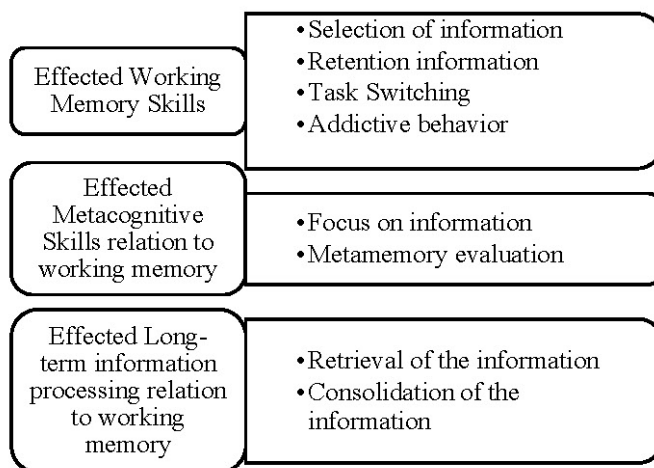 Effected Working
Memory Skills
•Selection of information
•Retention information
•Task Switching
•Addictive behavior
Effected
Metacognitive
Skills relation to
working memory
•Focus on information
•Metamemory evaluation
Effected Long-
term information
processing relation
to working
memory
•Retrieval of the information
•Consolidation of the
information